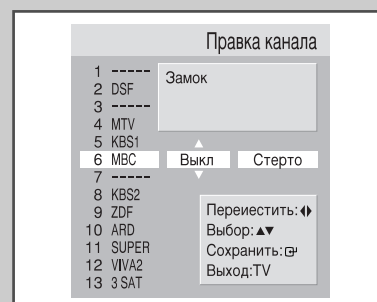 Правка канала
1 -----
2 DSF
3 -----
4 MTV
5 KBS1
6 MBC
7 -----
8 KBS2
9 ZDF
10 ARD
11 SUPER
12 VIVA2
13 3 SAT
Замок
▲
Выкл Стерто
▼
Переиестить:◀▶
Выбор:▲▼
Сохранить:⏎
Выход:TV